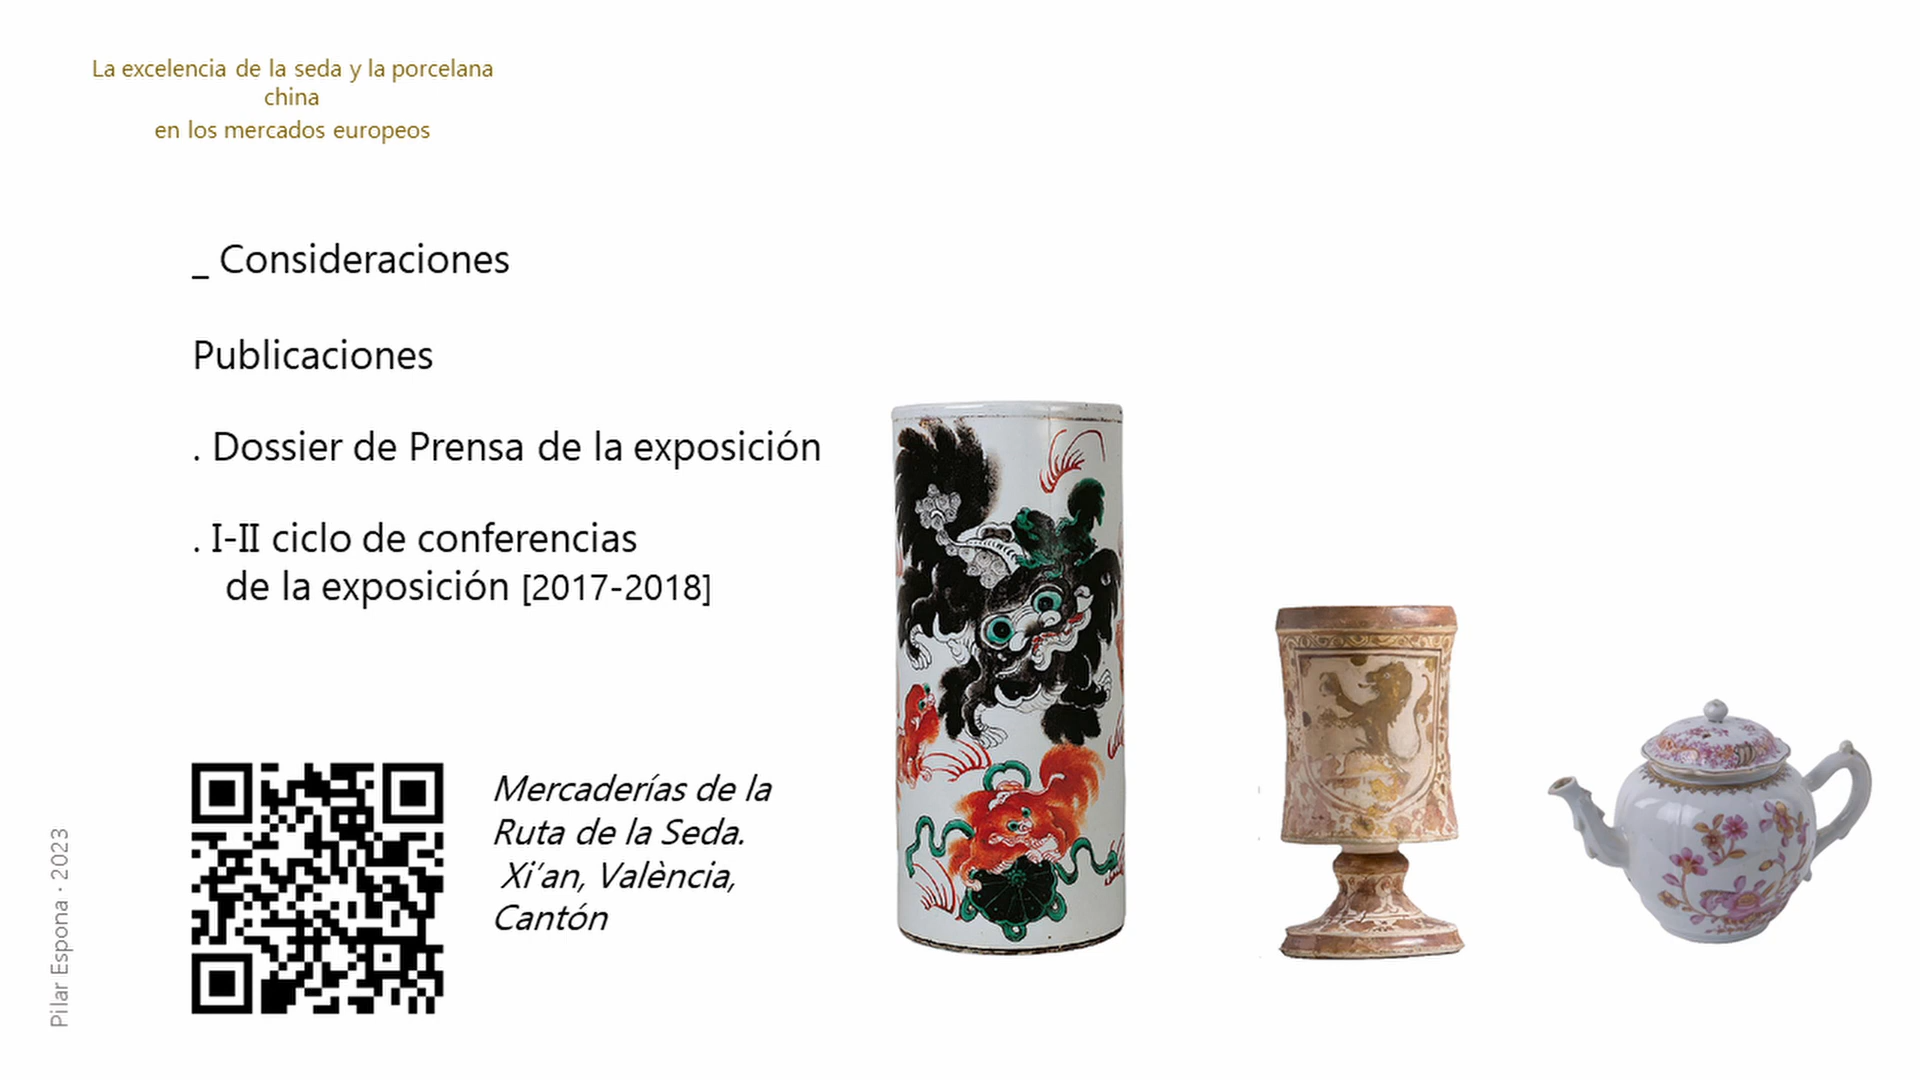 La excelencia de la seda y la porcelana
china
en los mercados europeos
_ Consideraciones
Publicaciones
. Dossier de Prensa de la exposición
. I-II ciclo de conferencias
de la exposición [2017-2018]
Mercaderías de la
Ruta de la Seda.
Xi'an, València,
Cantón
Pilar Espona · 2023